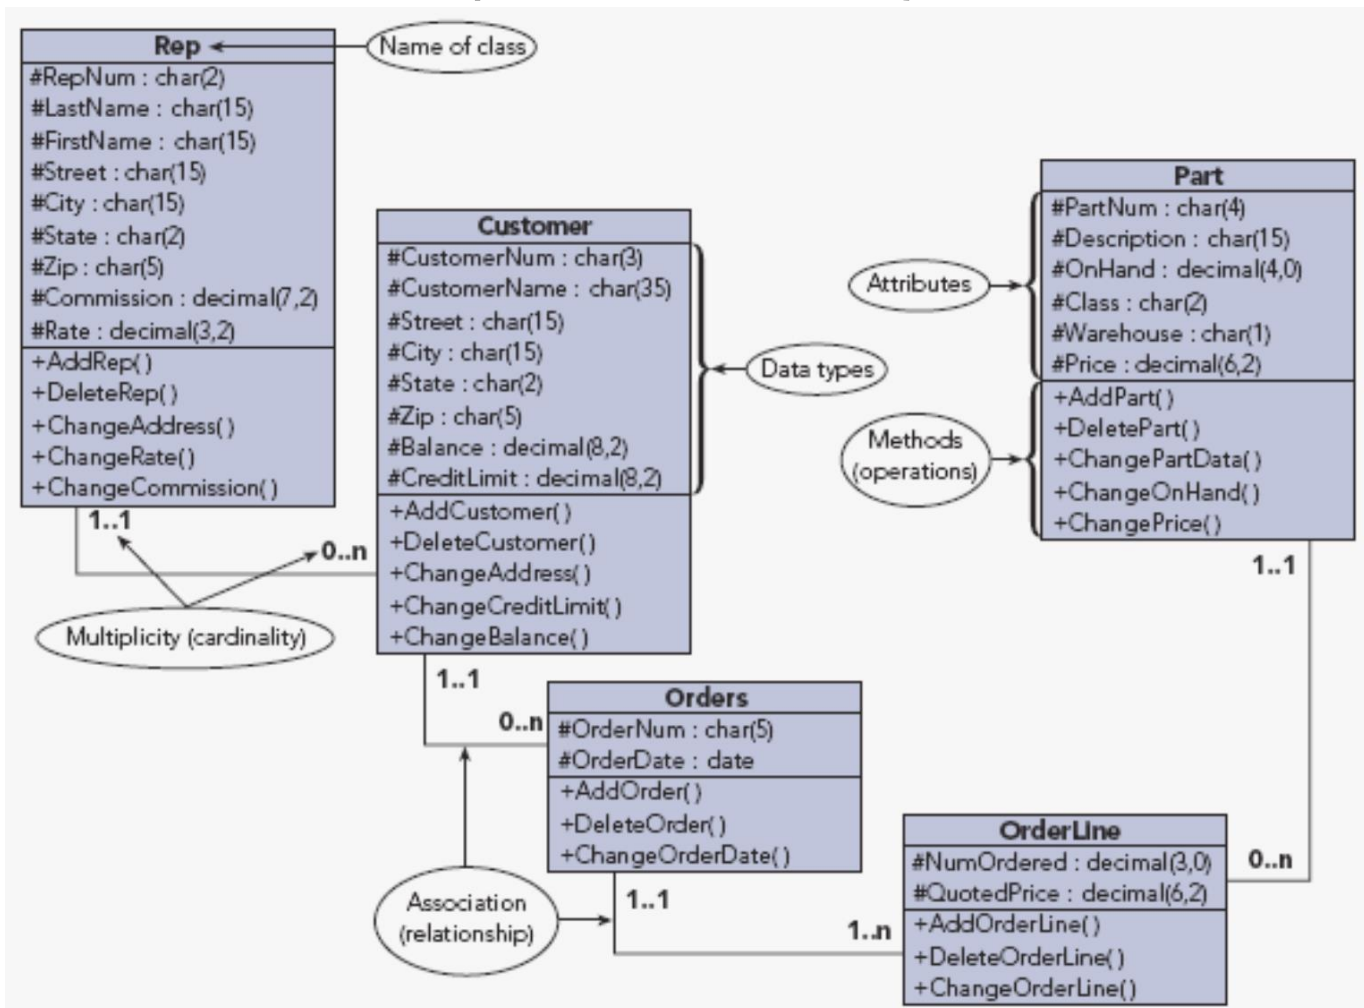 Rep
Name of class
#RepNum : char(2)
#LastName : char(15)
#FirstName : char(15)
#Street : char(15)
#City : char(15)
#State : char(2)
#Zip : char(5)
#Commission : decimal(7,2)
#Rate : decimal(3,2)
+AddRep()
+DeleteRep()
+ChangeAddress()
+ChangeRate()
+ChangeCommission()
1..1
0..n
Multiplicity (cardinality)
Customer
#CustomerNum : char(3)
#CustomerName : char(35)
#Street : char(15)
#City : char(15)
#State : char(2)
#Zip : char(5)
#Balance : decimal(8,2)
#CreditLimit : decimal(8,2)
+AddCustomer()
+DeleteCustomer()
+ChangeAddress()
+ChangeCreditLimit()
+ChangeBalance()
Data types
Part
#PartNum : char(4)
#Description : char(15)
#OnHand : decimal(4,0)
#Class : char(2)
#Warehouse : char(1)
#Price : decimal(6,2)
+AddPart()
+DeletePart()
+ChangePartData()
+ChangeOnHand()
+ChangePrice()
Attributes
Methods
(operations)
1..1
1..1
0..n
Orders
#OrderNum : char(5)
#OrderDate : date
+AddOrder()
+DeleteOrder()
+ChangeOrderDate()
Association
(relationship)
1..1
1..n
OrderLine
#NumOrdered : decimal(3,0)
#QuotedPrice : decimal(6,2)
+AddOrderLine()
+DeleteOrderLine()
+ChangeOrderLine()
0..n